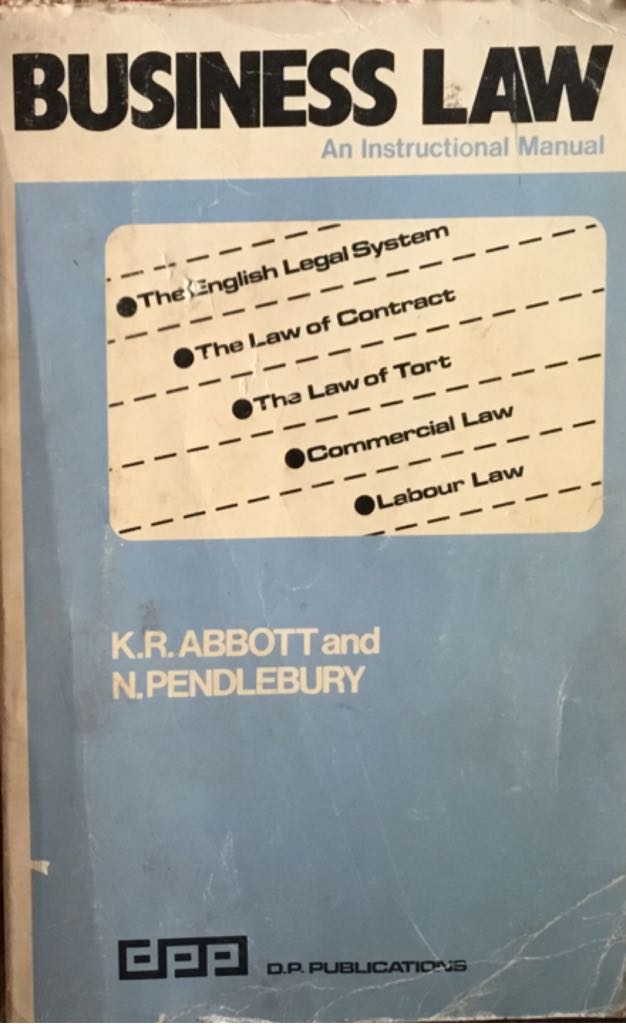 BUSINESS LAW
An Instructional Manual
The English Legal System
The Law of Contract
The Law of Tort
Commercial Law
Labour Law
K.R. ABBOTT and
N. PENDLEBURY
dpp D.P. PUBLICATIONS